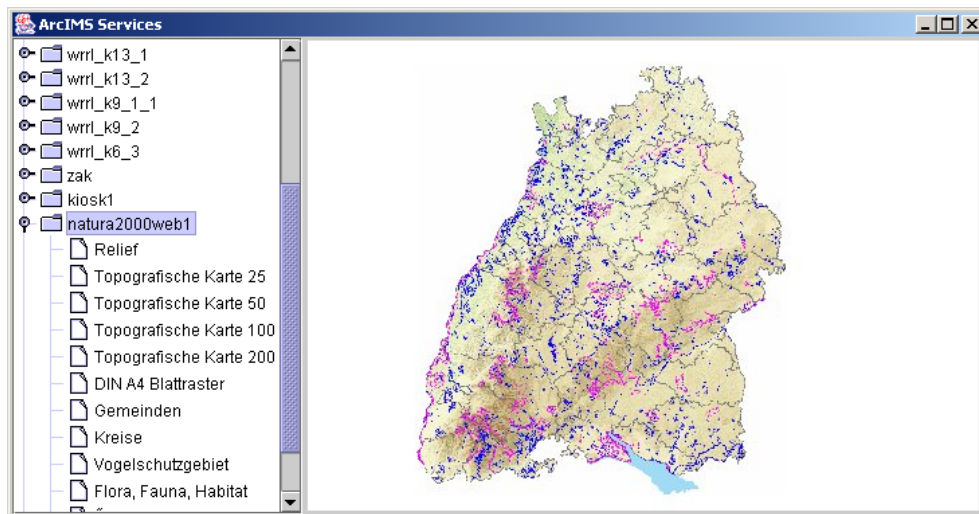 ArcIMS Services
wrrl_k13_1
wrrl_k13_2
wrrl_k9_1_1
wrrl_k9_2
wrrl_k6_3
zak
kiosk1
natura2000web1
Relief
Topografische Karte 25
Topografische Karte 50
Topografische Karte 100
Topografische Karte 200
DIN A4 Blattraster
Gemeinden
Kreise
Vogelschutzgebiet
Flora, Fauna, Habitat